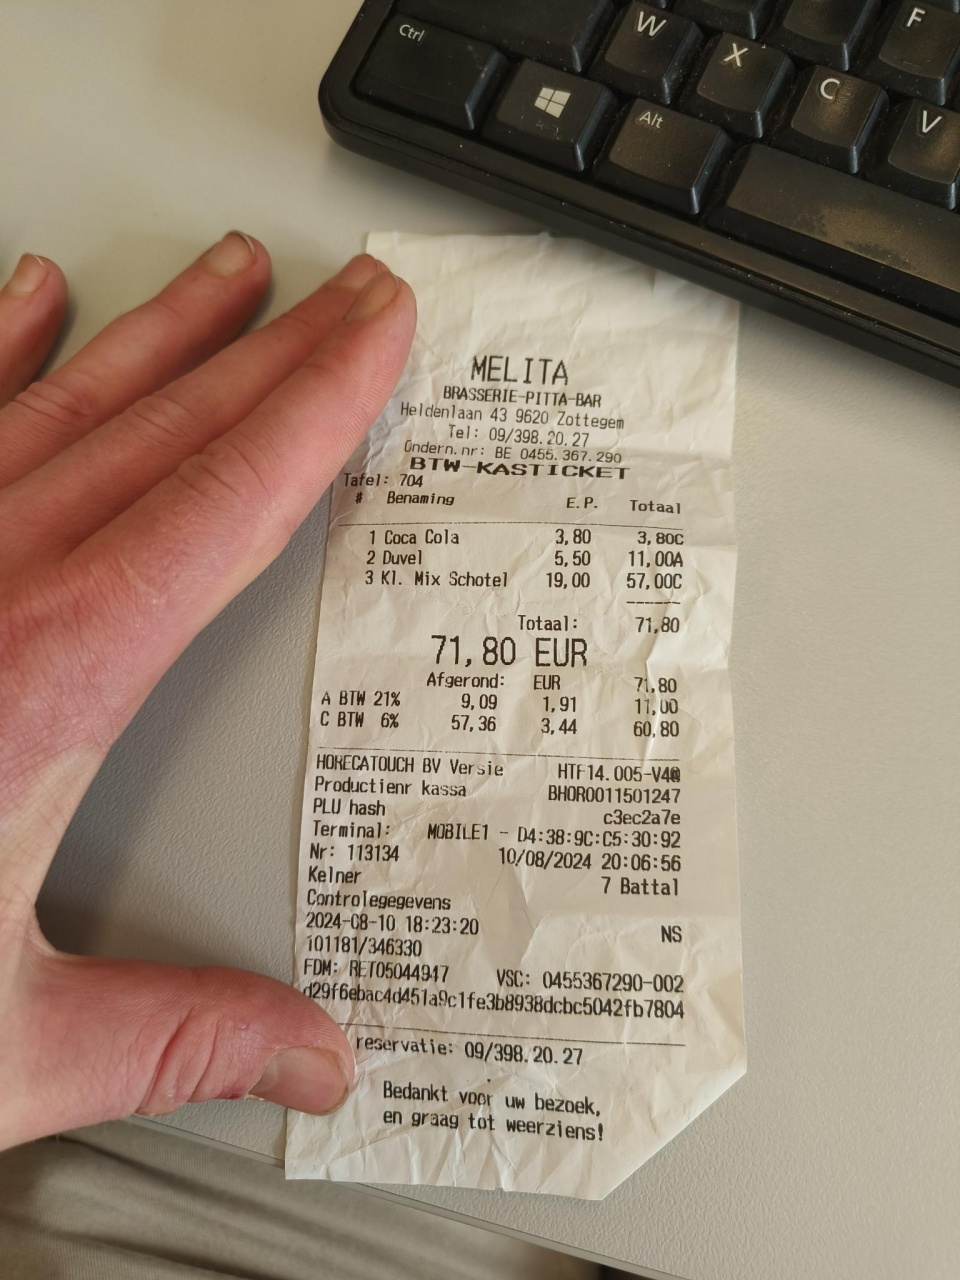 Ctrl
W
X
F
C
V
Alt
MELITA
BRASSERIE-PITTA-BAR
Heldenlaan 43 9620 Zottegem
Tel: 09/398.20.27
Ondern.nr: BE 0455.367.290
BTW-KASTICKET
Tafel: 704
# Benaming E.P. Totaal
1 Coca Cola 3,80 3,80C
2 Duvel 5,50 11,00A
3 Kl. Mix Schotel 19,00 57,00C
Totaal: 71,80
71,80 EUR
Afgerond: EUR 71,80
A BTW 21% 9,09 1,91 11,00
C BTW 6% 57,36 3,44 60,80
HORECATOUCH BV Versie HTF14.005-V4@
Productienr kassa BHOR0011501247
PLU hash c3ec2a7e
Terminal: MOBILE1 - D4:38:9C:C5:30:92
Nr: 113134 10/08/2024 20:06:56
Kelner 7 Battal
Controlegegevens
2024-08-10 18:23:20 NS
101181/346330
FDM: RET05044947 VSC: 0455367290-002
d29f6ebac4d451a9c1fe3b8938dcbc5042fb7804
reservatie: 09/398.20.27
Bedankt voor uw bezoek,
en graag tot weerziens!